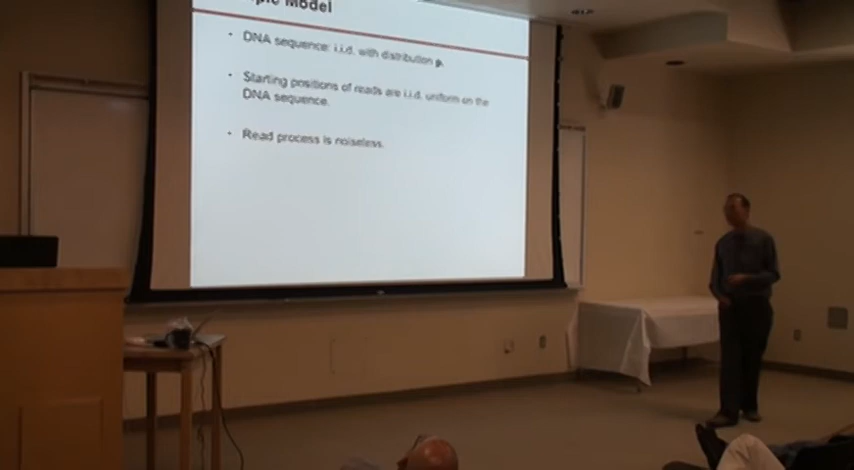 Model
• DNA sequence: i.i.d. with distribution p.
• Starting positions of reads are i.i.d. uniform on the
DNA sequence.
• Read process is noiseless.